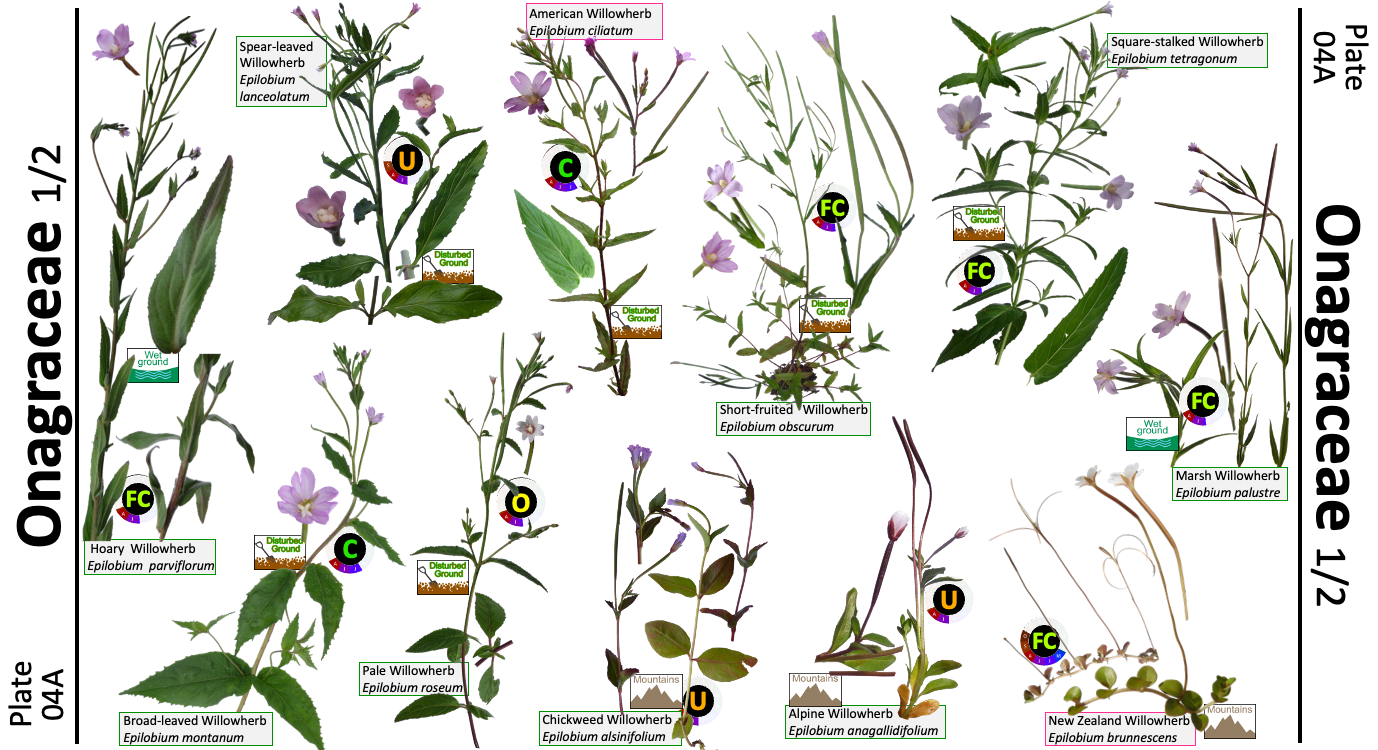 Onagraceae 1/2
Plate
04A
Spear-leaved
Willowherb
Epilobium
lanceolatum
U
Disturbed
Ground
American Willowherb
Epilobium ciliatum
C
Disturbed
Ground
FC
Disturbed
Ground
Short-fruited Willowherb
Epilobium obscurum
Square-stalked Willowherb
Epilobium tetragonum
Disturbed
Ground
FC
FC
Wet
ground
Marsh Willowherb
Epilobium palustre
Wet
ground
FC
Hoary Willowherb
Epilobium parviflorum
Disturbed
Ground
C
Broad-leaved Willowherb
Epilobium montanum
O
Disturbed
Ground
Pale Willowherb
Epilobium roseum
Mountains
U
Chickweed Willowherb
Epilobium alsinifolium
U
Mountains
Alpine Willowherb
Epilobium anagallidifolium
FC
New Zealand Willowherb
Epilobium brunnescens
Mountains
Plate
04A
Onagraceae 1/2